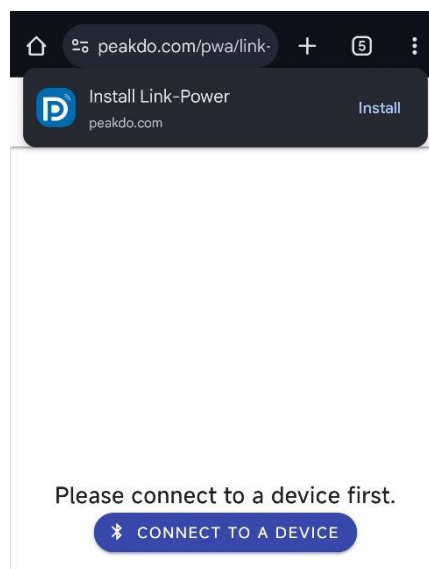 peakdo.com/pwa/link-
5
Install Link-Power
Install
peakdo.com
Please connect to a device first.
CONNECT TO A DEVICE